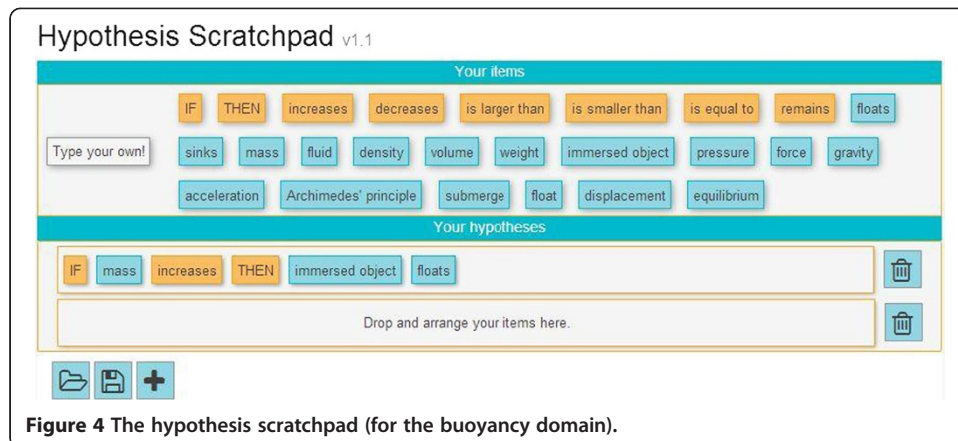 Hypothesis Scratchpad v1.1
Your items
IF THEN increases decreases is larger than is smaller than is equal to remains floats
Type your own! sinks mass fluid density volume weight immersed object pressure force gravity
acceleration Archimedes' principle submerge float displacement equilibrium
Your hypotheses
IF mass increases THEN immersed object floats
Drop and arrange your items here.
Figure 4 The hypothesis scratchpad (for the buoyancy domain).